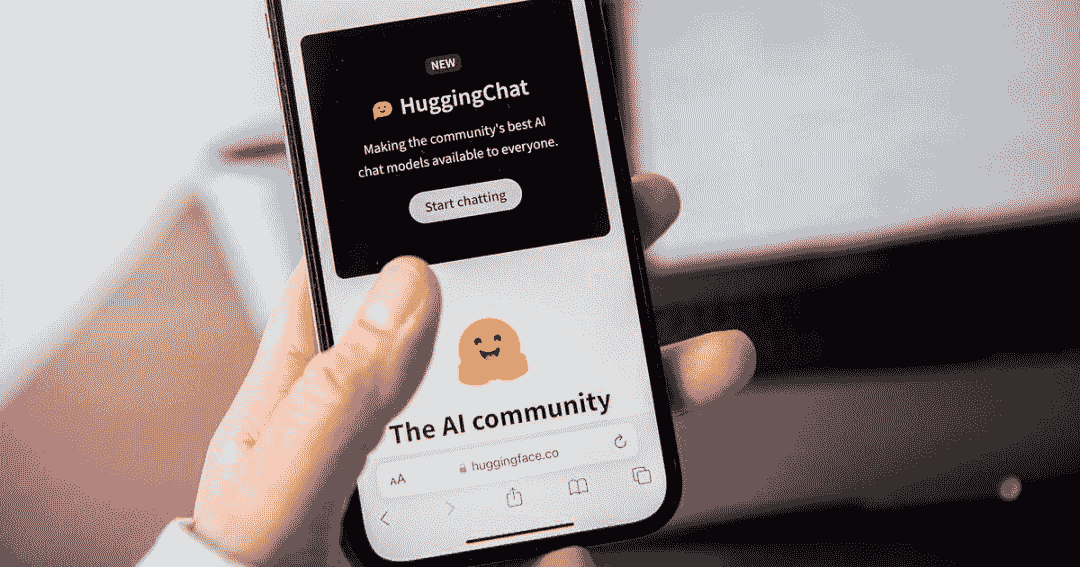 NEW
HuggingChat
Making the community's best AI
chat models available to everyone.
Start chatting
The AI community
AA
huggingface.co